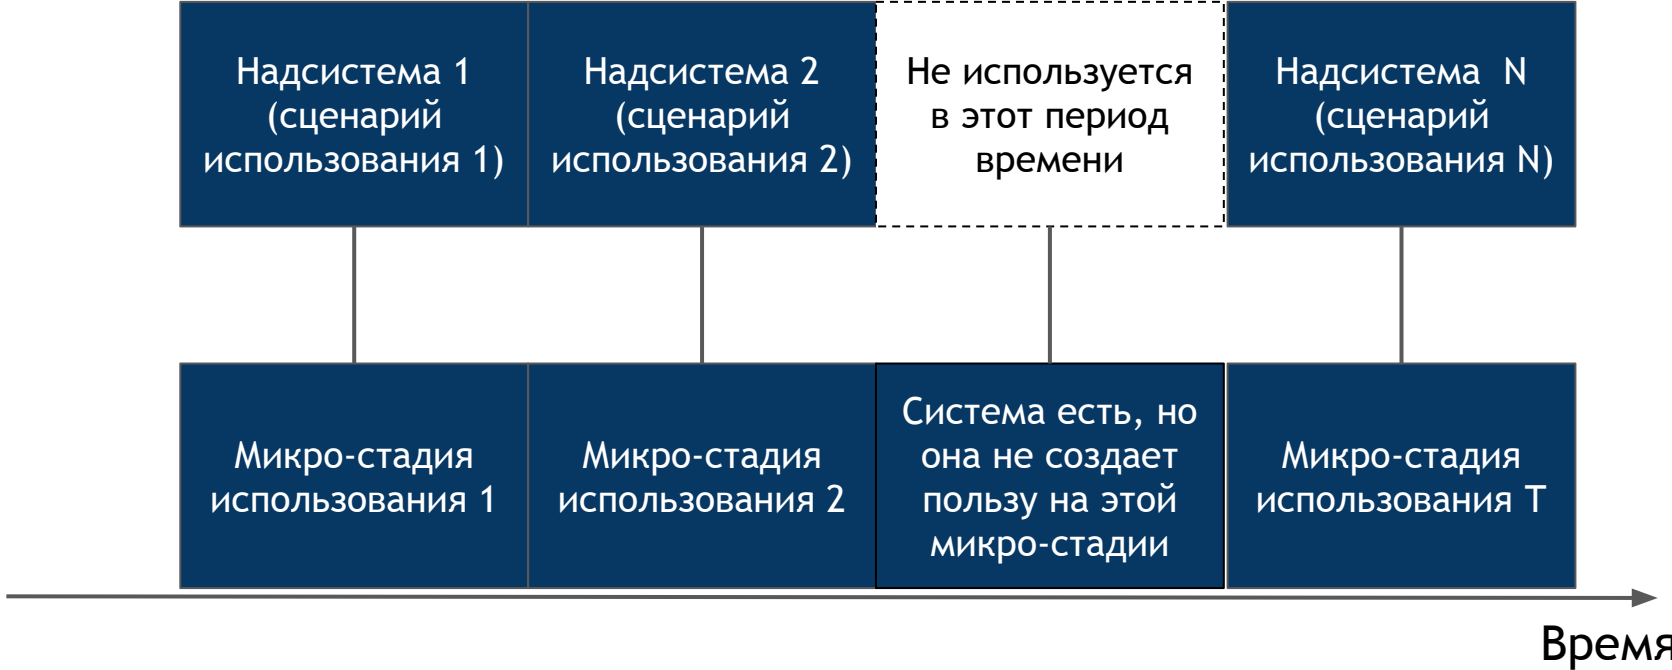 Надсистема 1
(сценарий
использования 1)
Надсистема 2
(сценарий
использования 2)
Не используется
в этот период
времени
Надсистема N
(сценарий
использования N)
Микро-стадия
использования 1
Микро-стадия
использования 2
Система есть, но
она не создает
пользу на этой
микро-стадии
Микро-стадия
использования T
Время